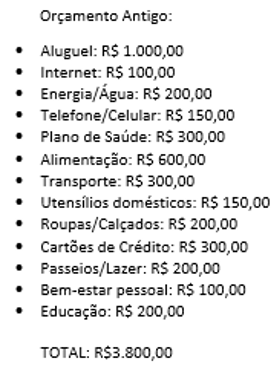 Orçamento Antigo:
• Aluguel: R$ 1.000,00
• Internet: R$ 100,00
• Energia/Água: R$ 200,00
• Telefone/Celular: R$ 150,00
• Plano de Saúde: R$ 300,00
• Alimentação: R$ 600,00
• Transporte: R$ 300,00
• Utensílios domésticos: R$ 150,00
• Roupas/Calçados: R$ 200,00
• Cartões de Crédito: R$ 300,00
• Passeios/Lazer: R$ 200,00
• Bem-estar pessoal: R$ 100,00
• Educação: R$ 200,00
TOTAL: R$3.800,00